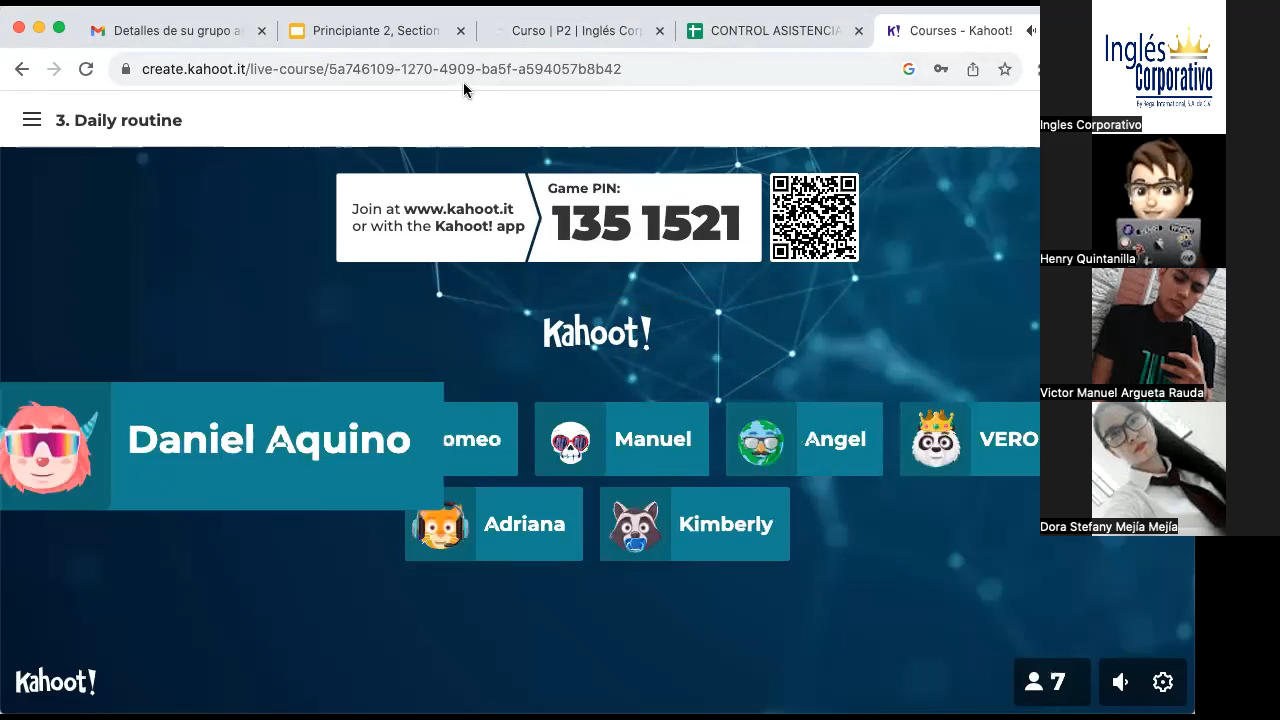 Detalles de su grupo a
Principiante 2, Section
Curso | P2 | Inglés Cor
CONTROL ASISTENCIA
K!
Courses - Kahoot!
create.kahoot.it/live-course/5a746109-1270-4909-ba5f-a594057b8b42
3. Daily routine
Join at www.kahoot.it
or with the Kahoot! app
Game PIN:
135 1521
Kahoot!
Daniel Aquino
omeo
Manuel
Angel
VERO
Adriana
Kimberly
Kahoot!
7
Inglés
Corporativo
Ingles Corporativo
Henry Quintanilla
Victor Manuel Argueta Rauda
Dora Stefany Mejía Mejía